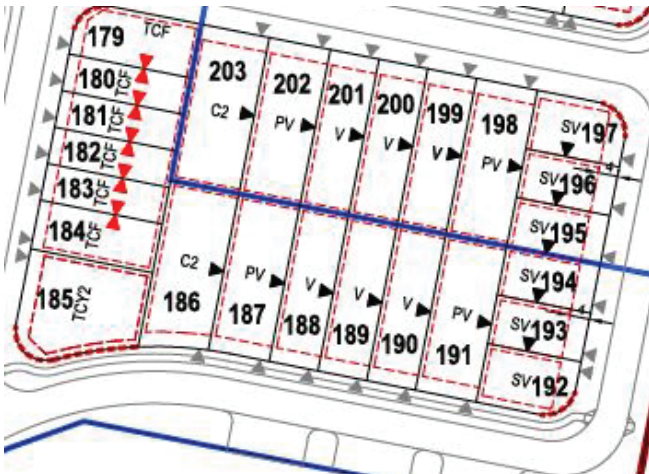 179 TCF
180 TCF
181 TCF
182 TCF
183 TCF
184 TCF
185 TCY2
203 C2
202 PV
201 V
200 V
199 V
198 PV
SV 197
4
SV 196
SV 195
SV 194
4
SV 193
SV 192
C2 186
PV 187
V 188
V 189
V 190
PV 191